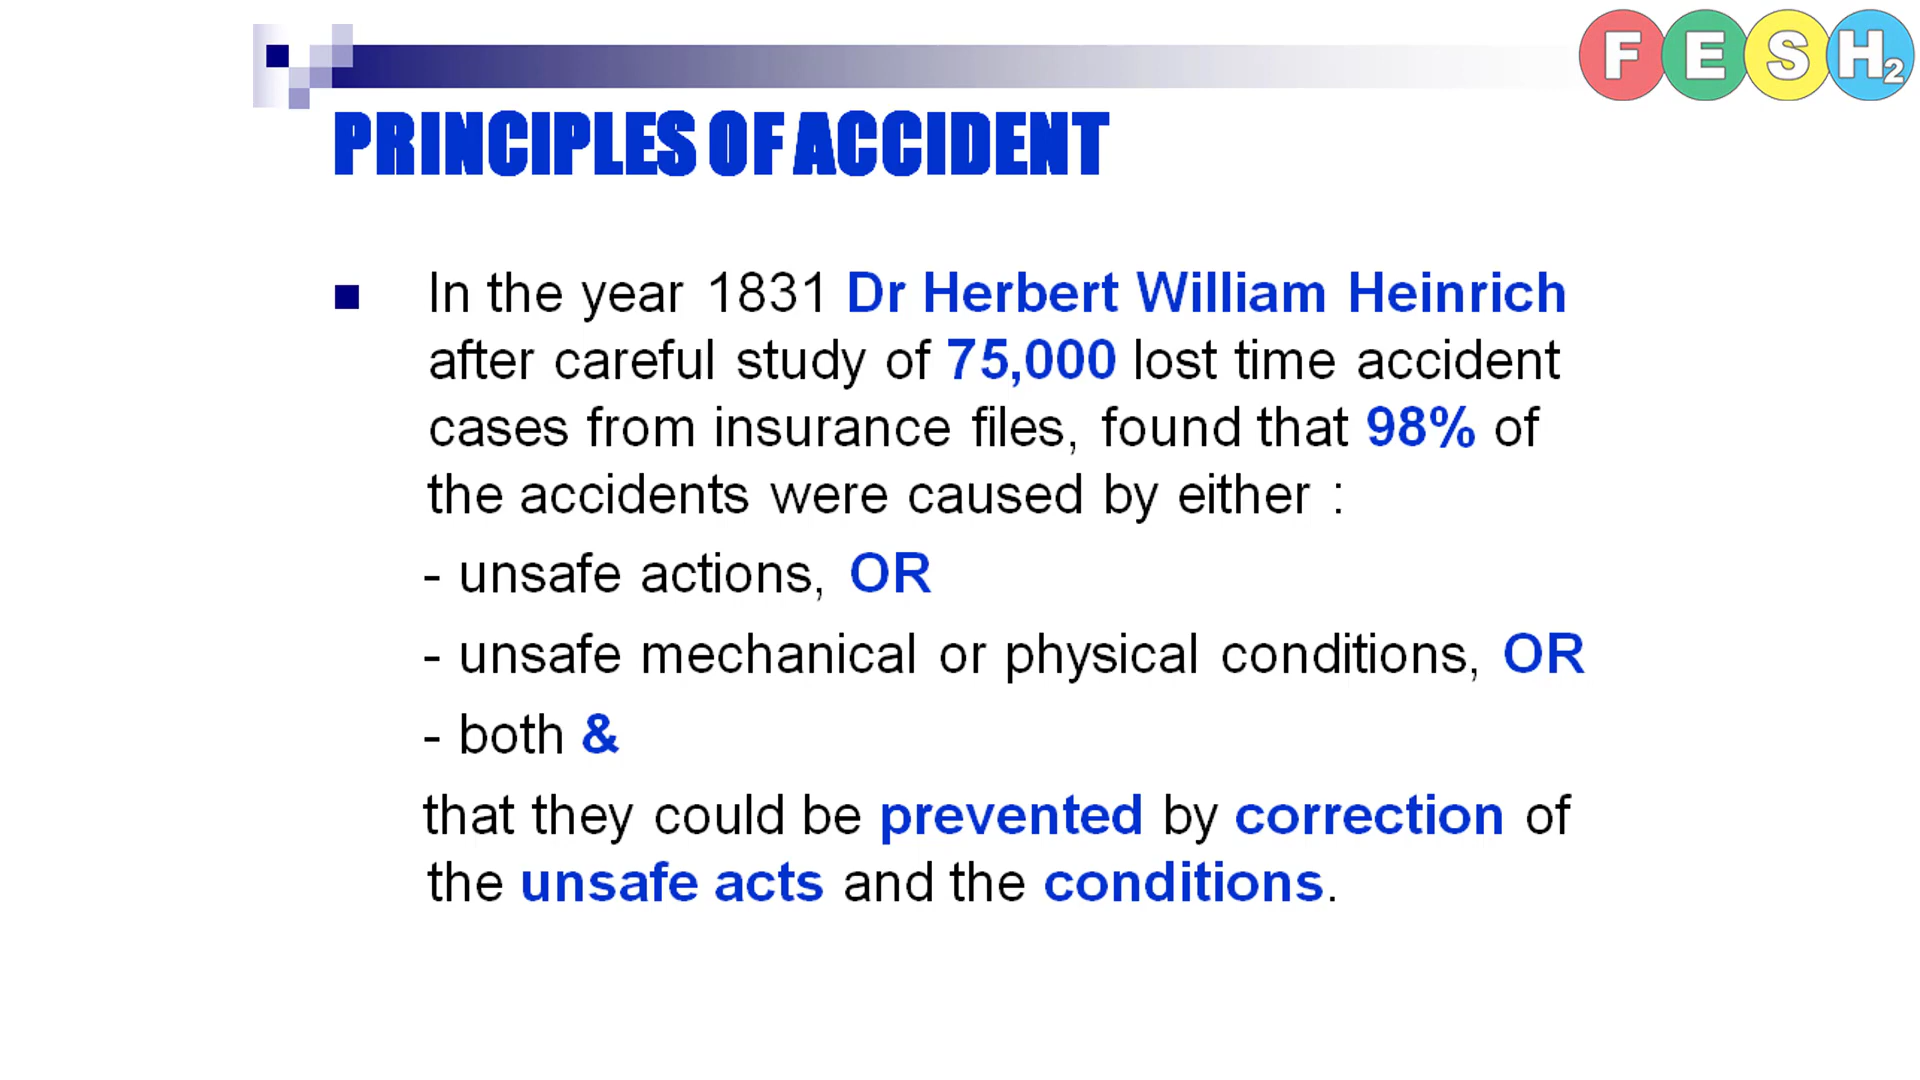 FESH2
PRINCIPLES OF ACCIDENT
■ In the year 1831 Dr Herbert William Heinrich
after careful study of 75,000 lost time accident
cases from insurance files, found that 98% of
the accidents were caused by either :
- unsafe actions, OR
- unsafe mechanical or physical conditions, OR
- both &
that they could be prevented by correction of
the unsafe acts and the conditions.